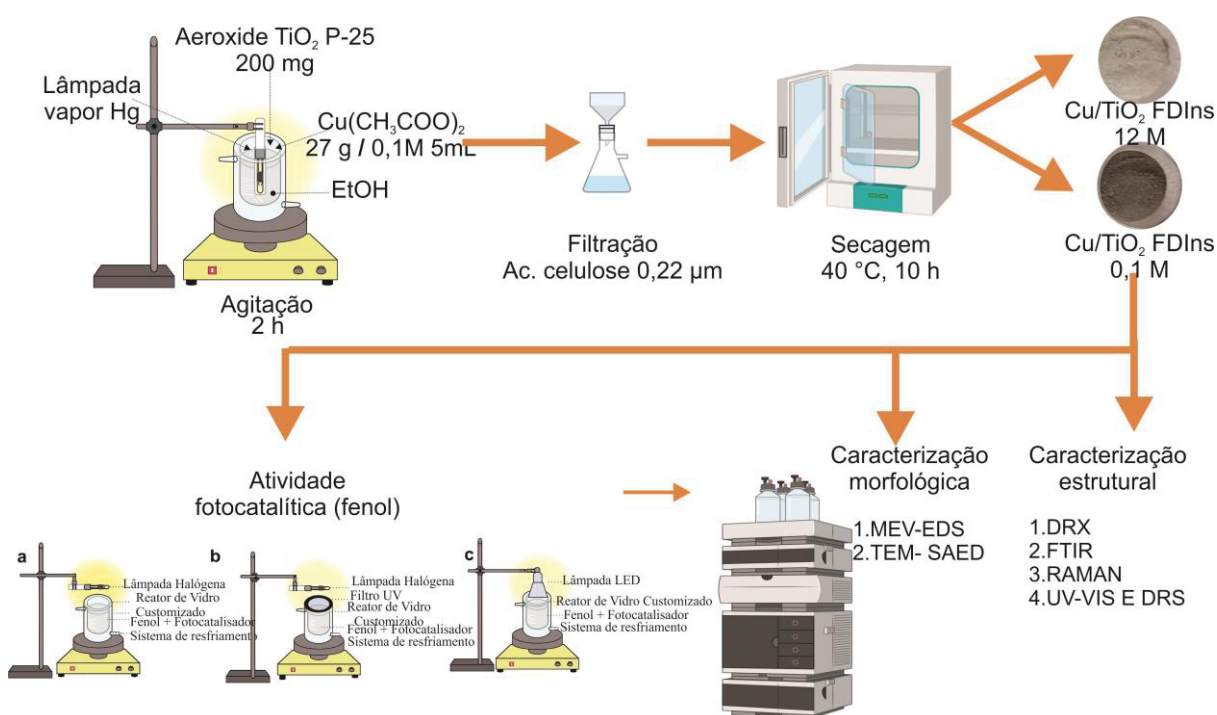 Aeroxide TiO₂ P-25
200 mg
Lâmpada
vapor Hg
Cu(CH₃COO)₂
27 g / 0,1M 5mL
EtOH
Agitação
2 h
Filtração
Ac. celulose 0,22 µm
Secagem
40 °C, 10 h
Cu/TiO₂ FDIns
12 M
Cu/TiO₂ FDIns
0,1 M
Atividade
fotocatalítica (fenol)
a
Lâmpada Halógena
Reator de Vidro
Customizado
Fenol + Fotocatalisador
Sistema de resfriamento
b
Lâmpada Halógena
Filtro UV
Reator de Vidro
Customizado
Fenol + Fotocatalisador
Sistema de resfriamento
c
Lâmpada LED
Reator de Vidro Customizado
Fenol + Fotocatalisador
Sistema de resfriamento
Caracterização
morfológica
1.MEV-EDS
2.TEM- SAED
Caracterização
estrutural
1.DRX
2.FTIR
3.RAMAN
4.UV-VIS E DRS